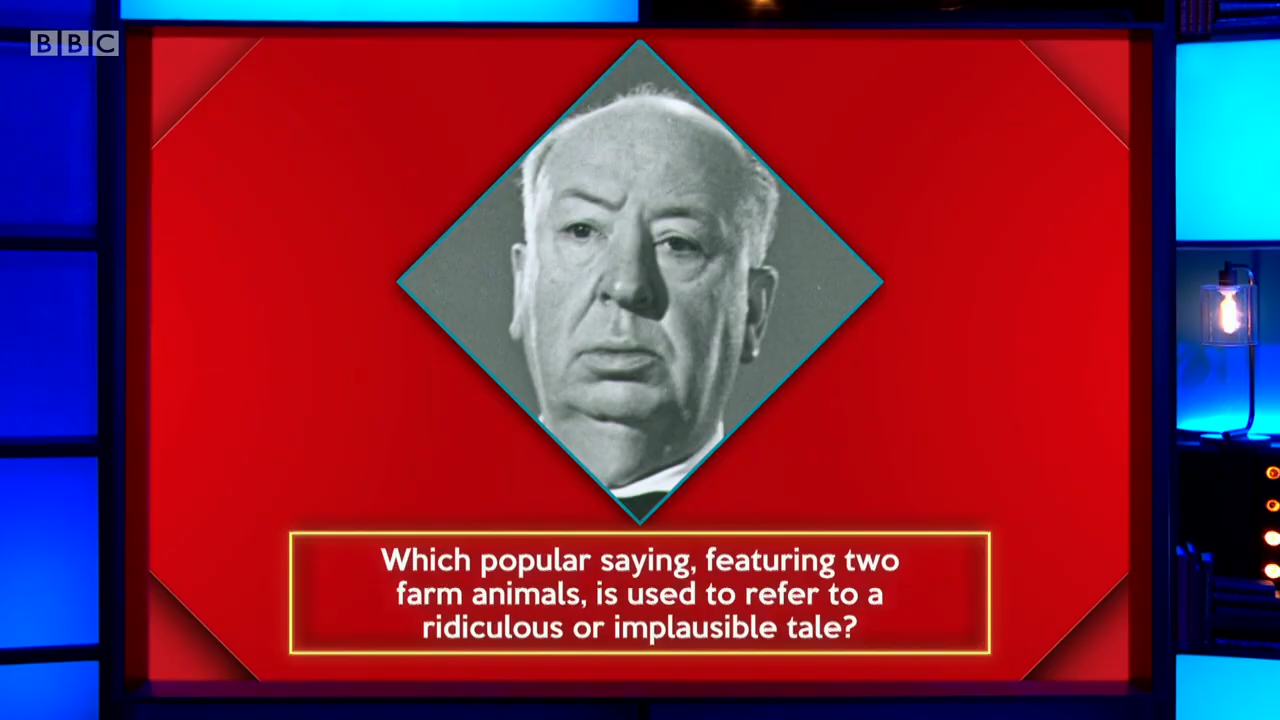 BBC
Which popular saying, featuring two
farm animals, is used to refer to a
ridiculous or implausible tale?